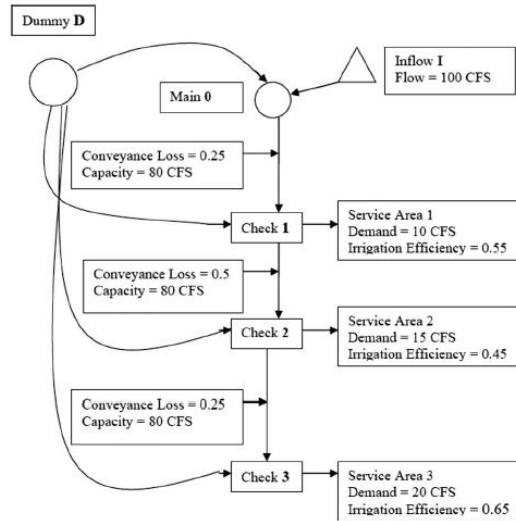 Dummy D
Inflow I
Flow = 100 CFS
Main 0
Conveyance Loss = 0.25
Capacity = 80 CFS
Check 1
Service Area 1
Demand = 10 CFS
Irrigation Efficiency = 0.55
Conveyance Loss = 0.5
Capacity = 80 CFS
Check 2
Service Area 2
Demand = 15 CFS
Irrigation Efficiency = 0.45
Conveyance Loss = 0.25
Capacity = 80 CFS
Check 3
Service Area 3
Demand = 20 CFS
Irrigation Efficiency = 0.65